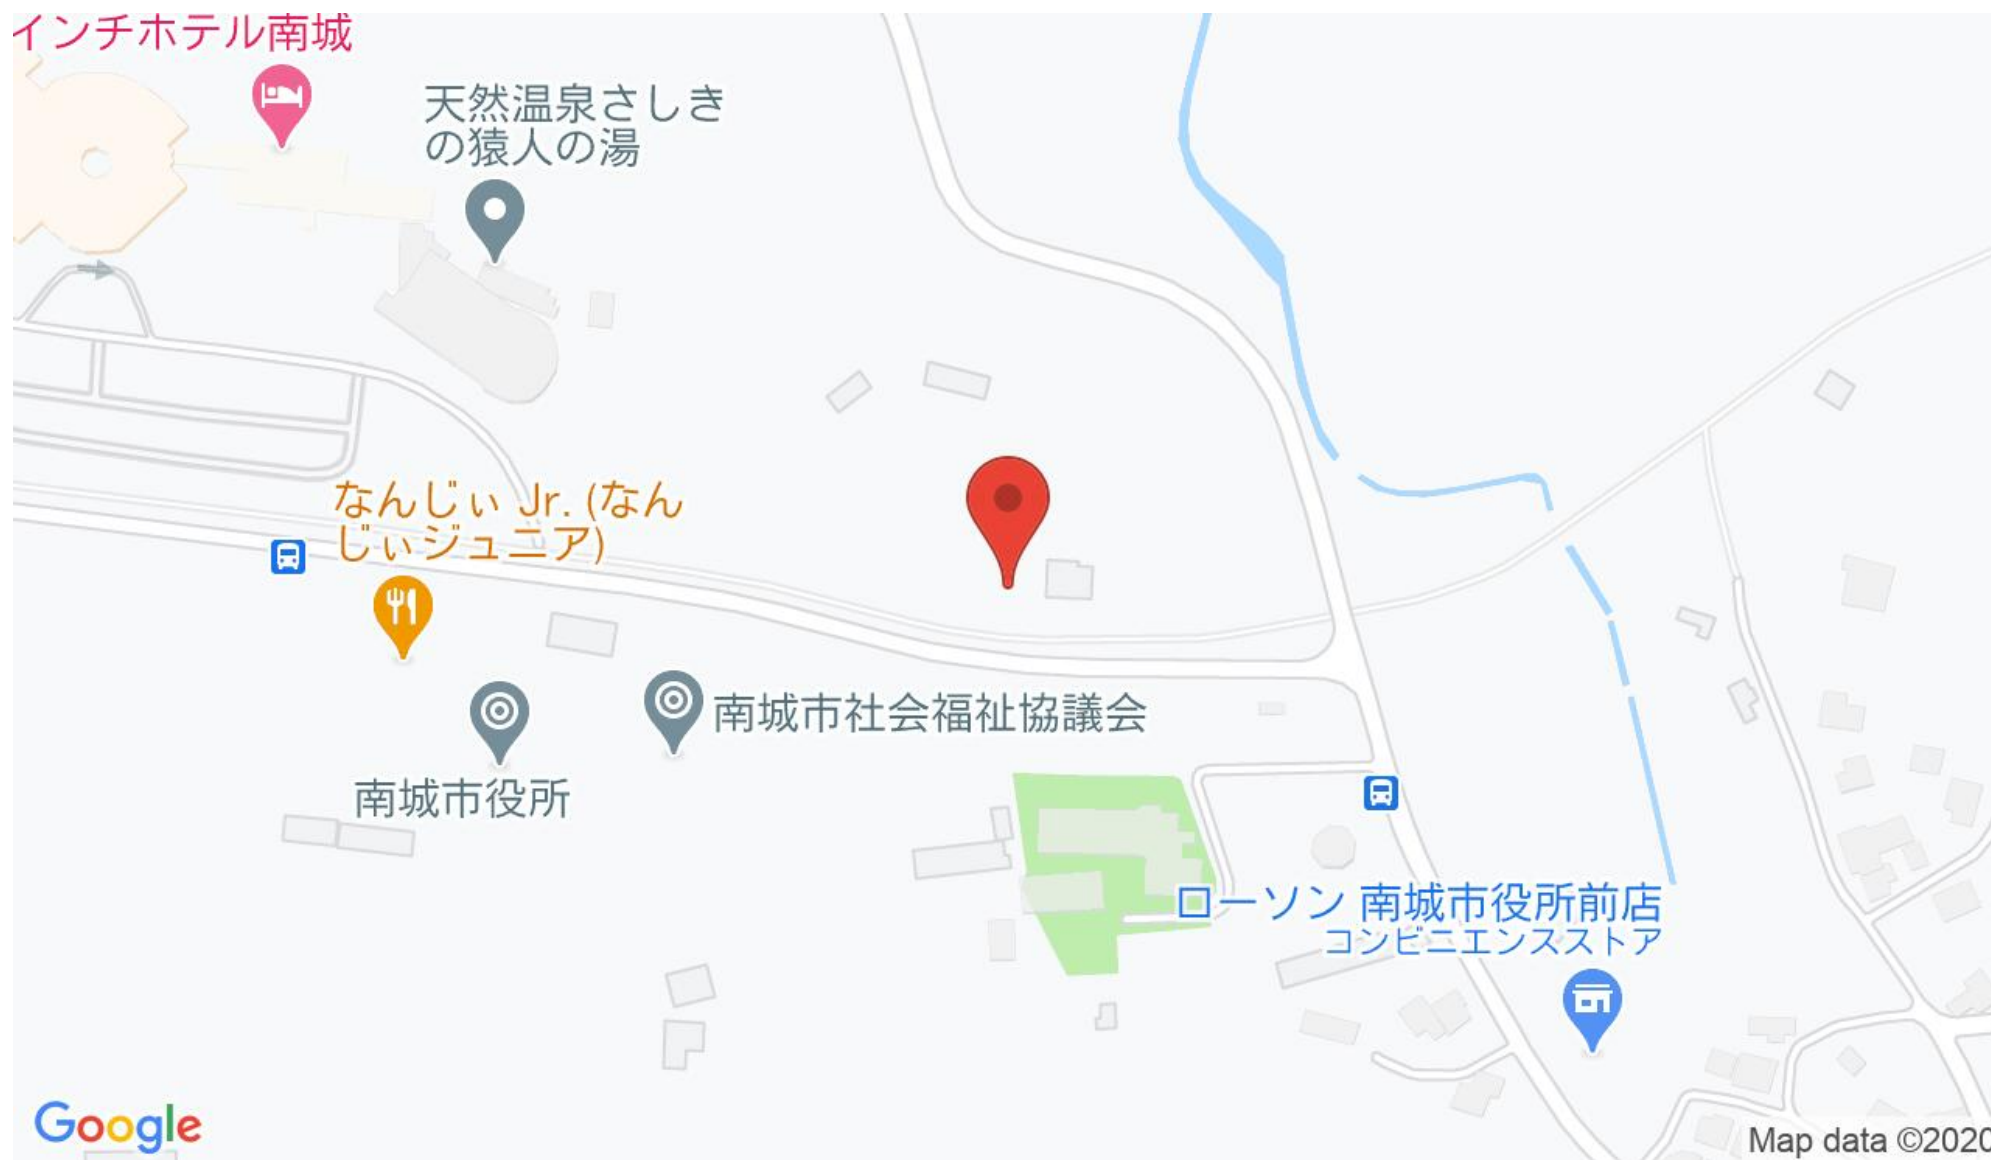 インチホテル南城
天然温泉さしき
の猿人の湯
なんじぃ Jr. (なん
じぃジュニア)
南城市社会福祉協議会
南城市役所
ローソン 南城市役所前店
コンビニエンスストア
Google
Map data ©2020